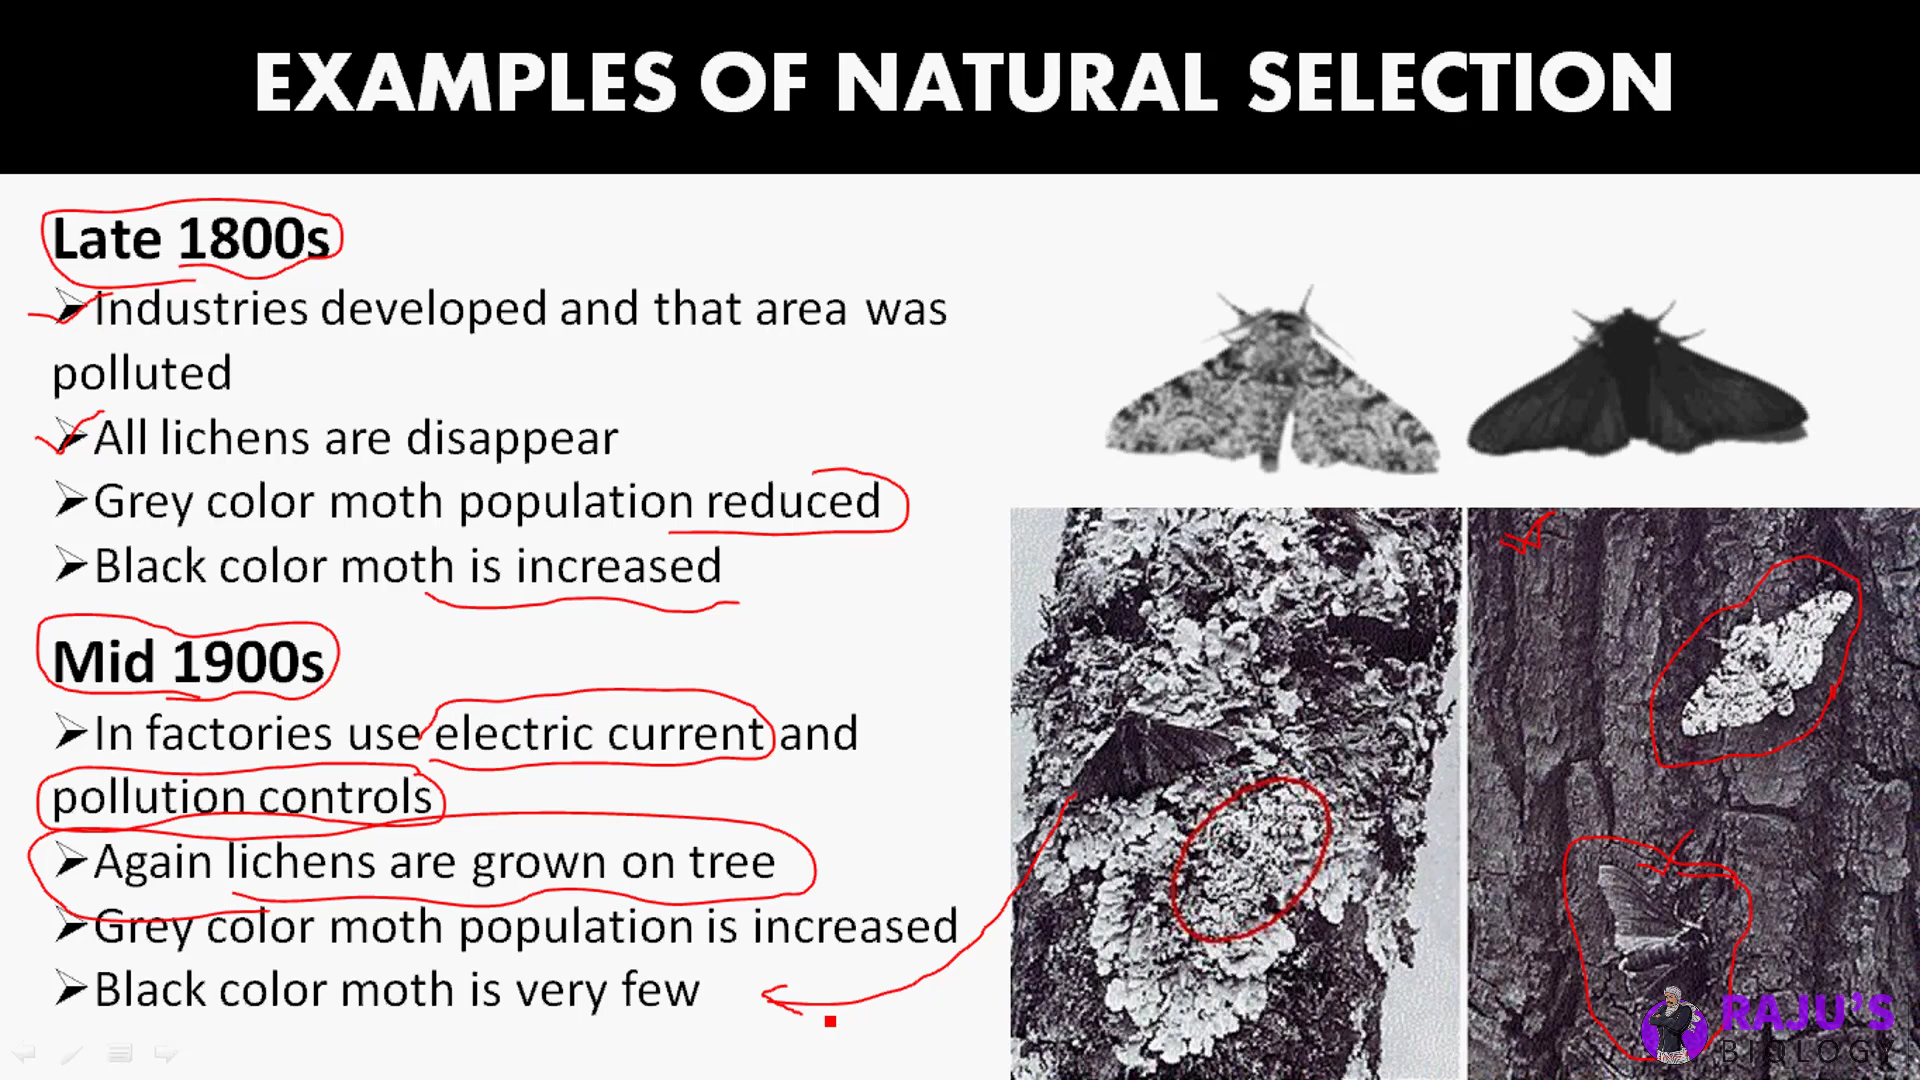 EXAMPLES OF NATURAL SELECTION
Late 1800s
Industries developed and that area was
polluted
All lichens are disappear
Grey color moth population reduced
Black color moth is increased
Mid 1900s
In factories use electric current and
pollution controls
Again lichens are grown on tree
Grey color moth population is increased
Black color moth is very few
RAJU'S
BIOLOGY